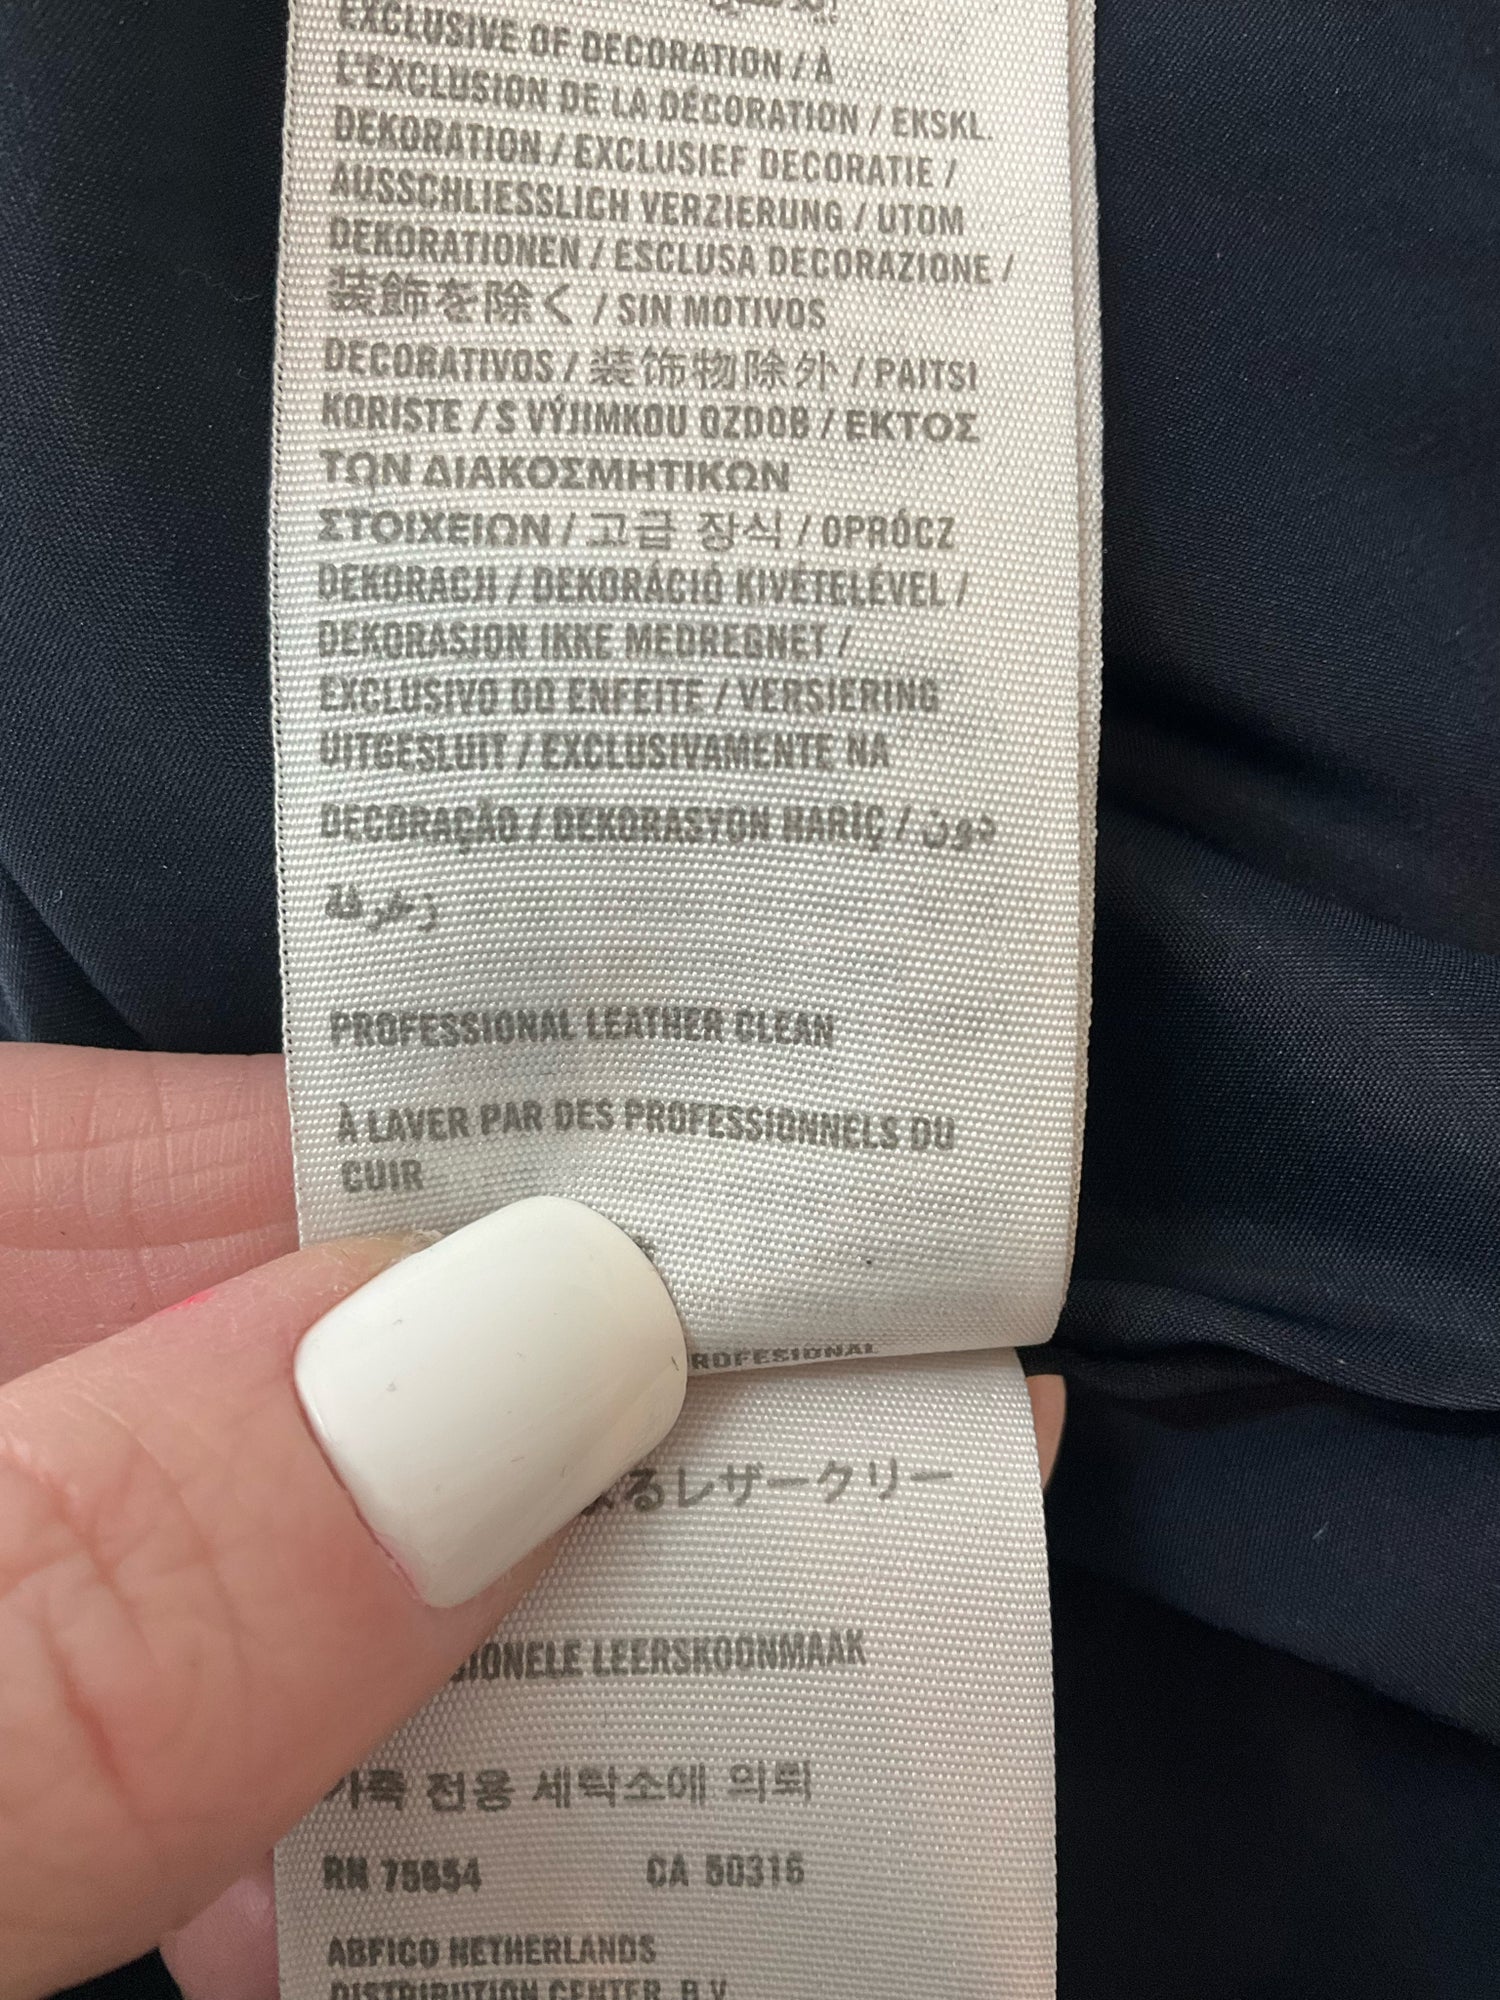 EXCLUSIVE OF DECORATION / À
L'EXCLUSION DE LA DÉCORATION / EKSKL.
DEKORATION / EXCLUSIEF DECORATIE /
AUSSCHLIESSLICH VERZIERUNG / UTOM
DEKORATIONEN / ESCLUSA DECORAZIONE /
装飾を除く / SIN MOTIVOS
DECORATIVOS / 装饰物除外 / PAITSI
KORISTE / S VÝJIMKOU OZDOB / ΕΚΤΟΣ
ΤΩΝ ΔΙΑΚΟΣΜΗΤΙΚΩΝ
ΣΤΟΙΧΕΙΩΝ / 고급 장식 / OPRÓCZ
DEKORACJI / DEKORÁCIÓ KIVÉTELÉVEL /
DEKORASJON IKKE MEDREGNET /
EXCLUSIVO DO ENFEITE / VERSIERING
UITGESLUIT / EXCLUSIVAMENTE NA
DECORAÇÃO / DEKORASYON HARİÇ / دون
زخرفة
PROFESSIONAL LEATHER CLEAN
À LAVER PAR DES PROFESSIONNELS DU
CUIR
ROFESIONAL
よるレザークリー
SIONELE LEERSKOONMAAK
가죽 전용 세탁소에 의뢰
RN 75654 CA 50316
ABFICO NETHERLANDS
DISTRIBUTION CENTER B.V.